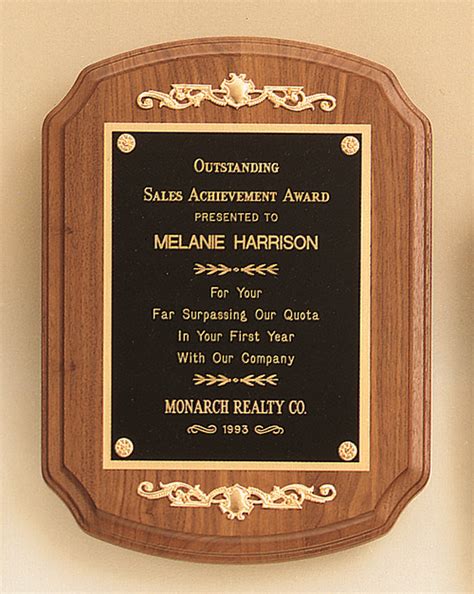 OUTSTANDING
SALES ACHIEVEMENT AWARD
PRESENTED TO
MELANIE HARRISON
For Your
Far Surpassing Our Quota
In Your First Year
With Our Company
MONARCH REALTY CO.
1993